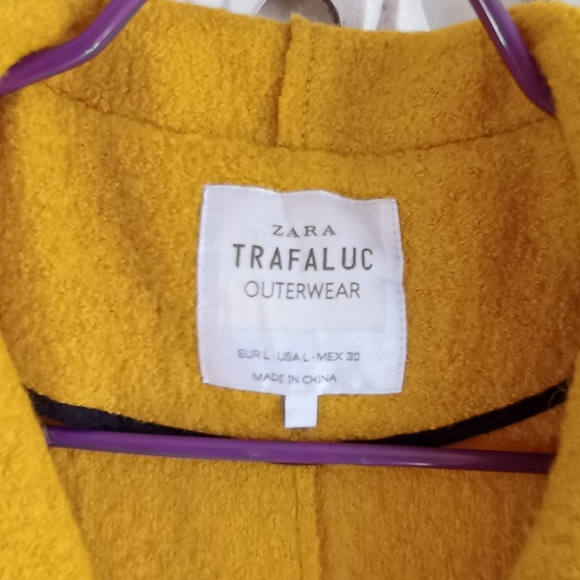 ZARA
TRAFALUC
OUTERWEAR
EUR L · USA L · MEX 30
MADE IN CHINA